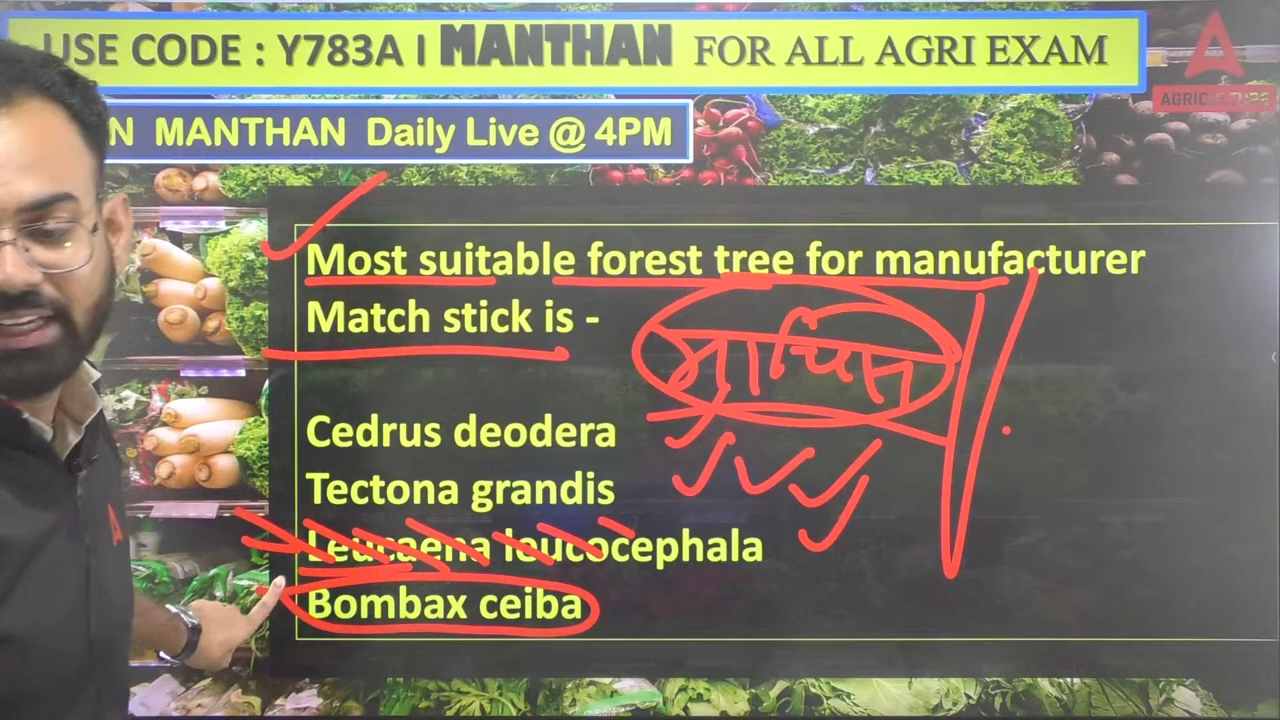 USE CODE : Y783A I MANTHAN FOR ALL AGRI EXAM
AGRICULTURE
N MANTHAN Daily Live @ 4PM
Most suitable forest tree for manufacturer
Match stick is -
माचिस
Cedrus deodera
Tectona grandis
Leucaena leucocephala
Bombax ceiba